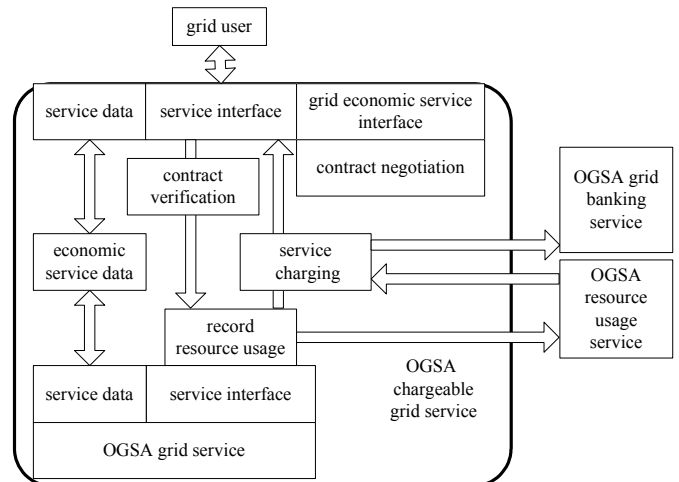 grid user
service data
service interface
grid economic service
interface
contract negotiation
contract
verification
OGSA grid
banking
service
economic
service data
service
charging
OGSA
resource
usage
service
record
resource usage
OGSA
chargeable
grid service
service data
service interface
OGSA grid service